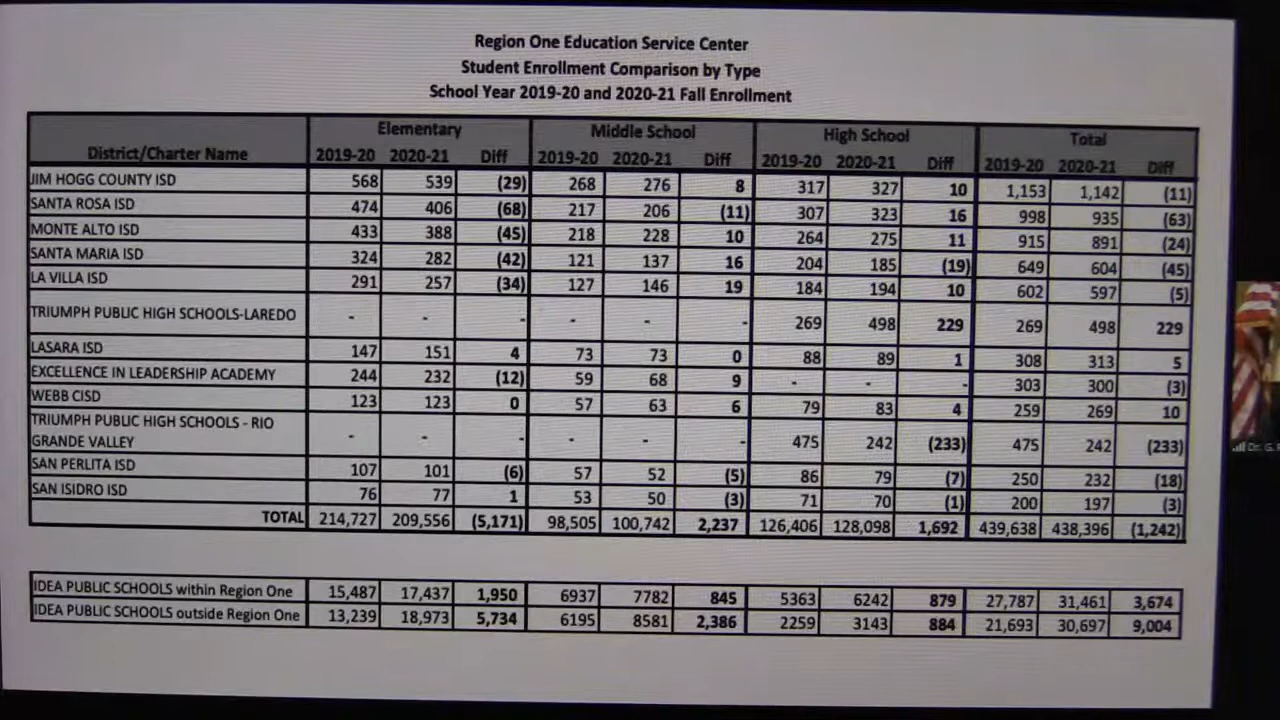 Region One Education Service Center
Student Enrollment Comparison by Type
School Year 2019-20 and 2020-21 Fall Enrollment
Elementary Middle School High School Total
District/Charter Name 2019-20 2020-21 Diff 2019-20 2020-21 Diff 2019-20 2020-21 Diff 2019-20 2020-21 Diff
JIM HOGG COUNTY ISD 568 539 (29) 268 276 8 317 327 10 1,153 1,142 (11)
SANTA ROSA ISD 474 406 (68) 217 206 (11) 307 323 16 998 935 (63)
MONTE ALTO ISD 433 388 (45) 218 228 10 264 275 11 915 891 (24)
SANTA MARIA ISD 324 282 (42) 121 137 16 204 185 (19) 649 604 (45)
LA VILLA ISD 291 257 (34) 127 146 19 184 194 10 602 597 (5)
TRIUMPH PUBLIC HIGH SCHOOLS-LAREDO - - - - - - 269 498 229 269 498 229
LASARA ISD 147 151 4 73 73 0 88 89 1 308 313 5
EXCELLENCE IN LEADERSHIP ACADEMY 244 232 (12) 59 68 9 - - - 303 300 (3)
WEBB CISD 123 123 0 57 63 6 79 83 4 259 269 10
TRIUMPH PUBLIC HIGH SCHOOLS - RIO
GRANDE VALLEY - - - - - - 475 242 (233) 475 242 (233)
SAN PERLITA ISD 107 101 (6) 57 52 (5) 86 79 (7) 250 232 (18)
SAN ISIDRO ISD 76 77 1 53 50 (3) 71 70 (1) 200 197 (3)
TOTAL 214,727 209,556 (5,171) 98,505 100,742 2,237 126,406 128,098 1,692 439,638 438,396 (1,242)
IDEA PUBLIC SCHOOLS within Region One 15,487 17,437 1,950 6937 7782 845 5363 6242 879 27,787 31,461 3,674
IDEA PUBLIC SCHOOLS outside Region One 13,239 18,973 5,734 6195 8581 2,386 2259 3143 884 21,693 30,697 9,004
Dr. G.